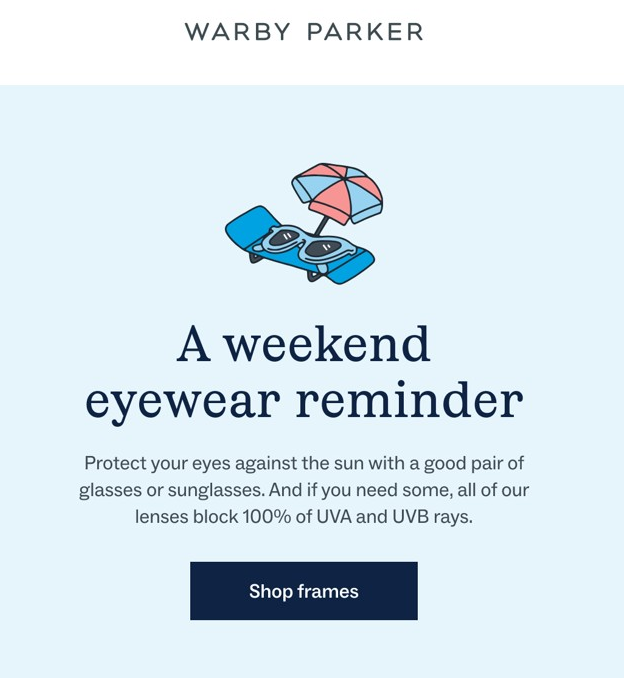 WARBY PARKER
A weekend
eyewear reminder
Protect your eyes against the sun with a good pair of
glasses or sunglasses. And if you need some, all of our
lenses block 100% of UVA and UVB rays.
Shop frames